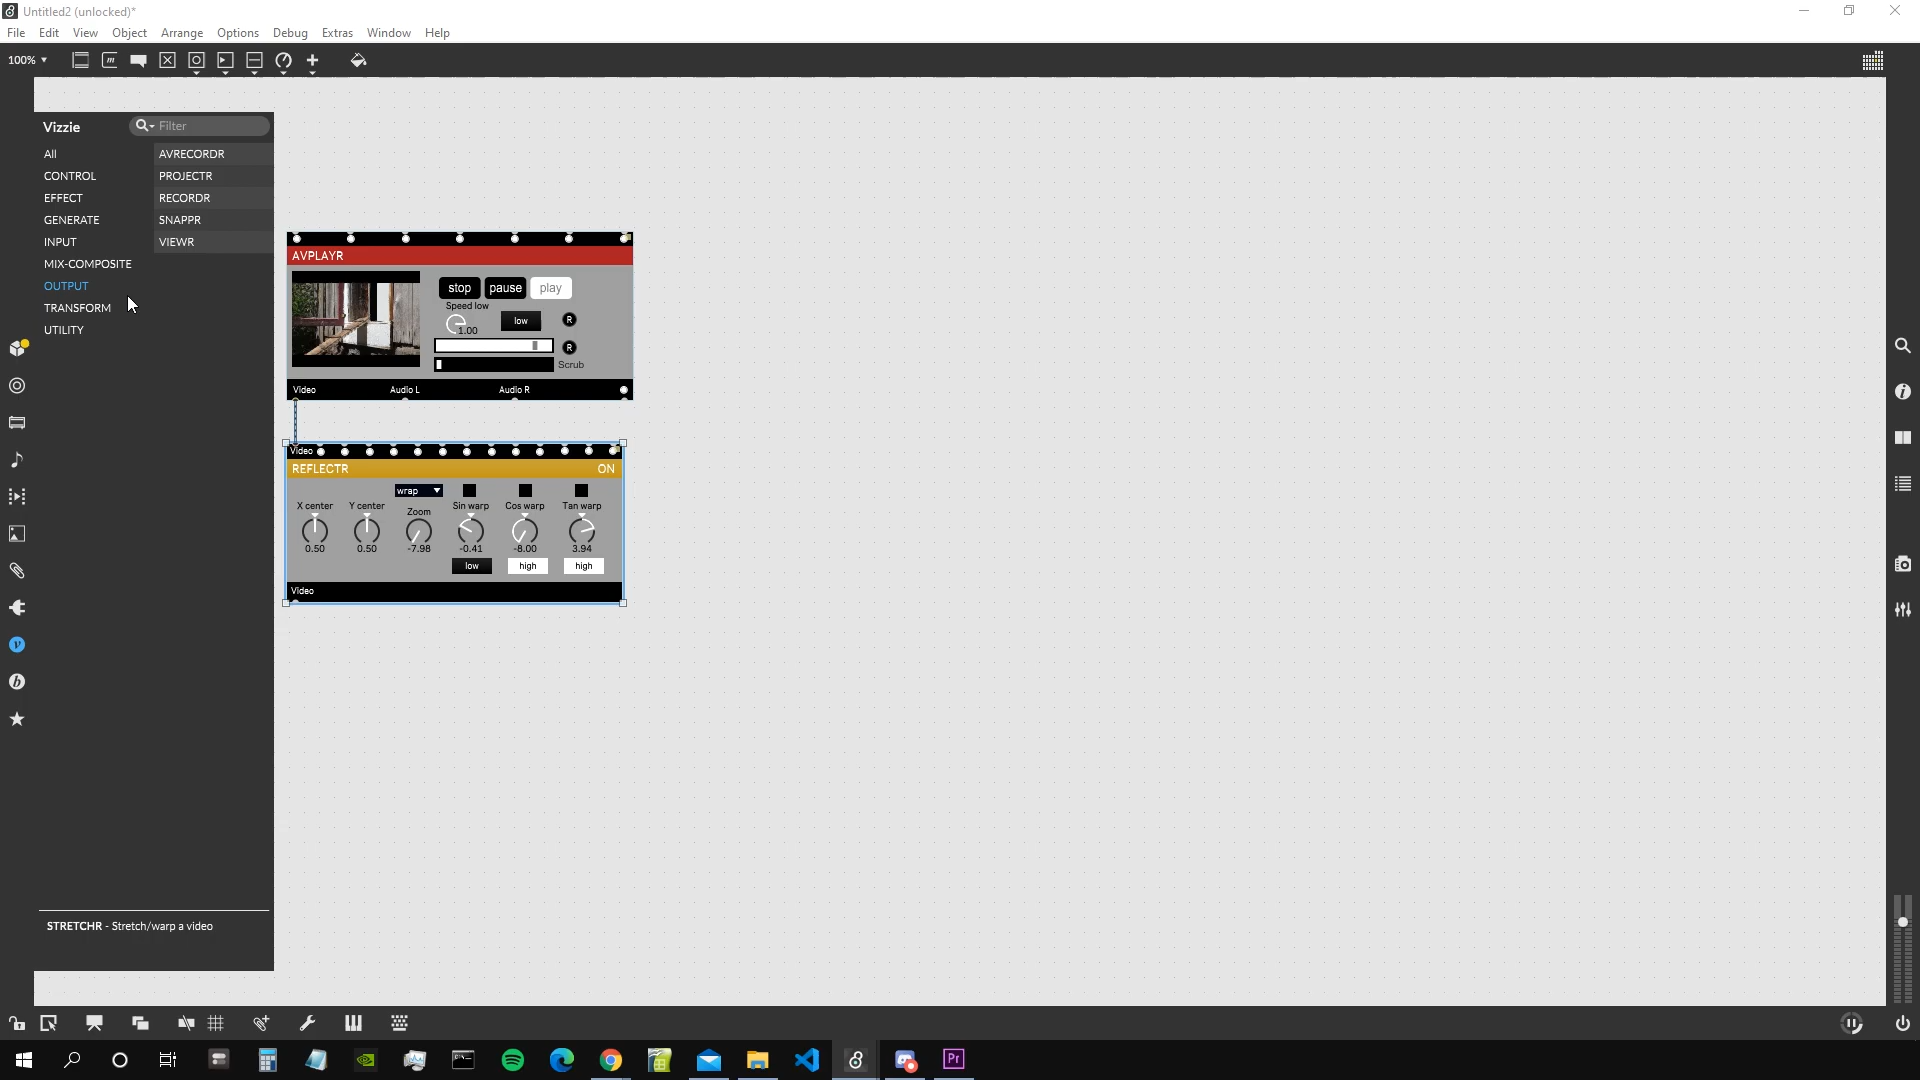 Untitled2 (unlocked)*
File Edit View Object Arrange Options Debug Extras Window Help
100%
Vizzie Filter
All AVRECORDR
CONTROL PROJECTR
EFFECT RECORDR
GENERATE SNAPPR
INPUT VIEWR
MIX-COMPOSITE
OUTPUT
TRANSFORM
UTILITY
AVPLAYR
stop pause play
Speed low
1.00 low R
R
Scrub
Video Audio L Audio R
Video
REFLECTR ON
wrap
X center Y center Zoom Sin warp Cos warp Tan warp
0.50 0.50 -7.98 -0.41 -8.00 3.94
low high high
Video
STRETCHR - Stretch/warp a video
Pr